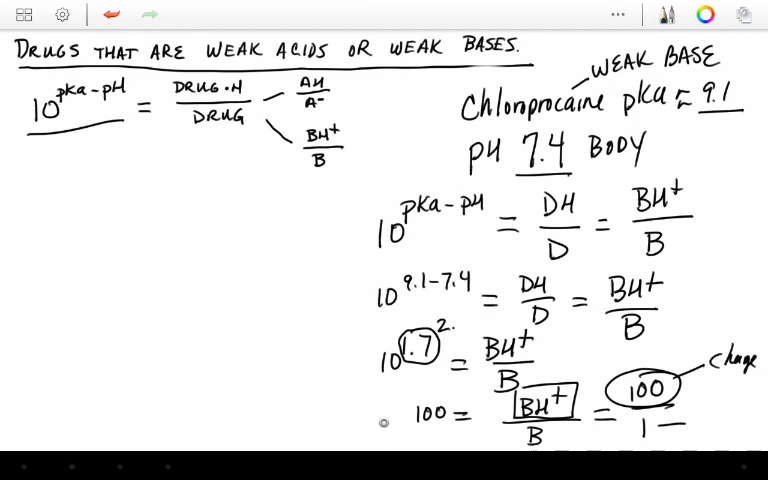 DRUGS THAT ARE WEAK ACIDS OR WEAK BASES.
10^pKa-pH = DRUG·H / DRUG
AH / A-
BH+ / B
WEAK BASE
Chloroprocaine pKa ≈ 9.1
pH 7.4 BODY
10^pKa-pH = DH / D = BH+ / B
10^9.1-7.4 = DH / D = BH+ / B
10^1.7 2. = BH+ / B
100 = BH+ / B = 100 / 1 —